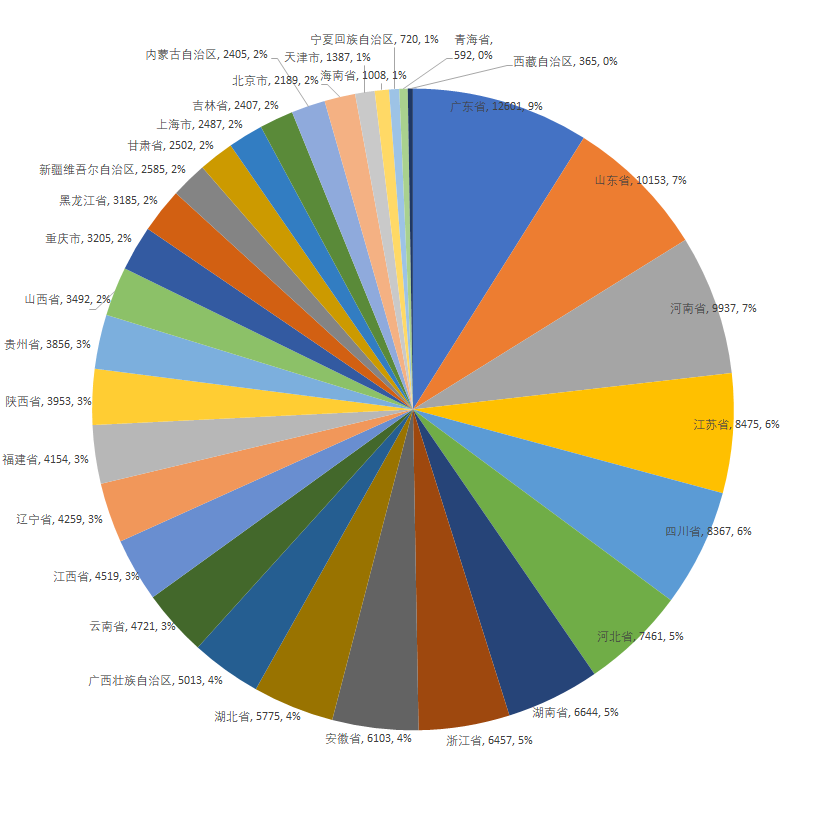 宁夏回族自治区, 720, 1%
青海省,
592, 0%
内蒙古自治区, 2405, 2%
天津市, 1387, 1%
西藏自治区, 365, 0%
北京市, 2189, 2%
海南省, 1008, 1%
吉林省, 2407, 2%
广东省, 12601, 9%
上海市, 2487, 2%
甘肃省, 2502, 2%
新疆维吾尔自治区, 2585, 2%
山东省, 10153, 7%
黑龙江省, 3185, 2%
重庆市, 3205, 2%
山西省, 3492, 2%
河南省, 9937, 7%
贵州省, 3856, 3%
陕西省, 3953, 3%
江苏省, 8475, 6%
福建省, 4154, 3%
辽宁省, 4259, 3%
四川省, 8367, 6%
江西省, 4519, 3%
云南省, 4721, 3%
河北省, 7461, 5%
广西壮族自治区, 5013, 4%
湖北省, 5775, 4%
湖南省, 6644, 5%
安徽省, 6103, 4%
浙江省, 6457, 5%